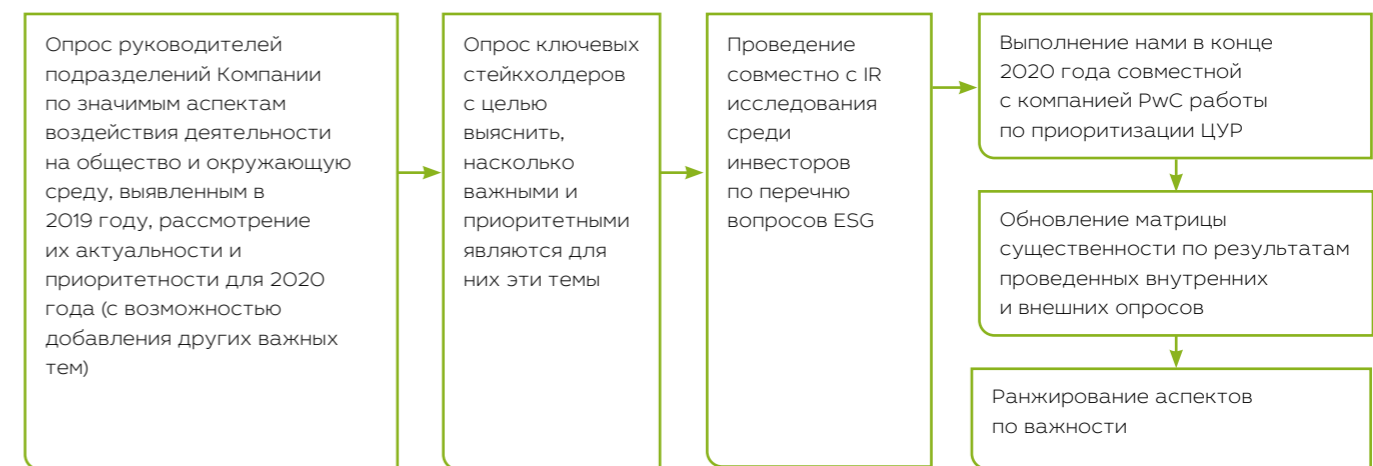 Опрос руководителей
подразделений Компании
по значимым аспектам
воздействия деятельности
на общество и окружающую
среду, выявленным в
2019 году, рассмотрение
их актуальности и
приоритетности для 2020
года (с возможностью
добавления других важных
тем)
Опрос ключевых
стейкхолдеров
с целью
выяснить,
насколько
важными и
приоритетными
являются для
них эти темы
Проведение
совместно с IR
исследования
среди
инвесторов
по перечню
вопросов ESG
Выполнение нами в конце
2020 года совместной
с компанией PwC работы
по приоритизации ЦУР
Обновление матрицы
существенности по результатам
проведенных внутренних
и внешних опросов
Ранжирование аспектов
по важности